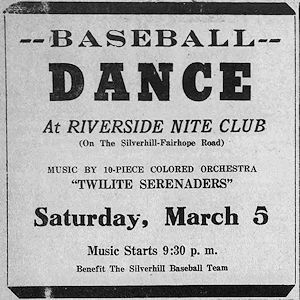 --BASEBALL--
DANCE
At RIVERSIDE NITE CLUB
(On The Silverhill-Fairhope Road)
MUSIC BY 10-PIECE COLORED ORCHESTRA
"TWILITE SERENADERS"
Saturday, March 5
Music Starts 9:30 p. m.
Benefit The Silverhill Baseball Team